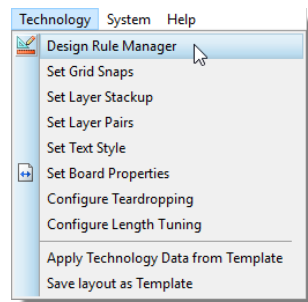 Technology System Help
Design Rule Manager
Set Grid Snaps
Set Layer Stackup
Set Layer Pairs
Set Text Style
Set Board Properties
Configure Teardropping
Configure Length Tuning
Apply Technology Data from Template
Save layout as Template